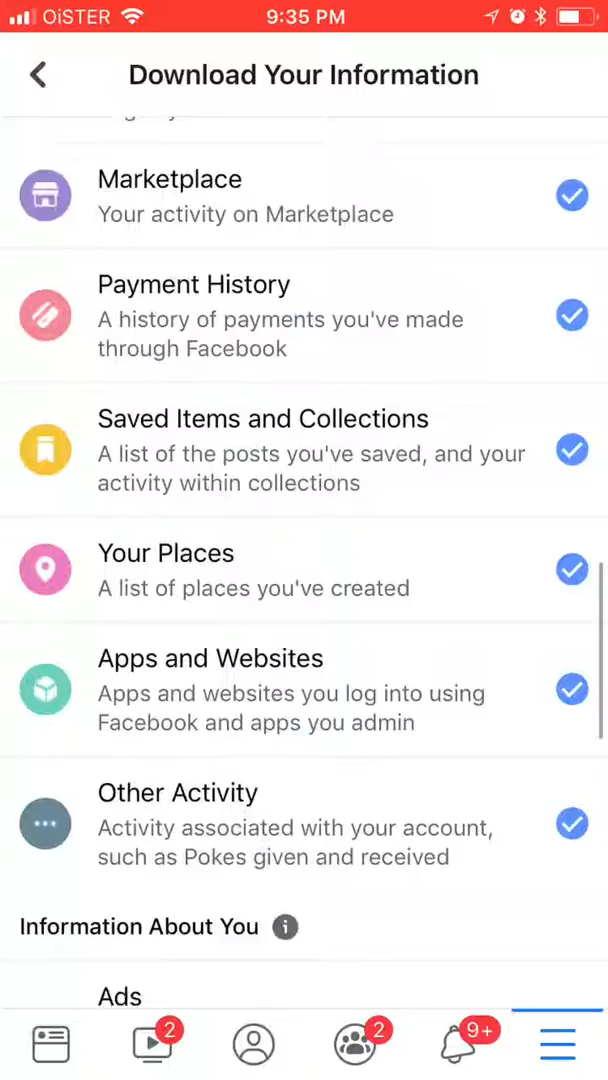 OiSTER
9:35 PM
Download Your Information
Marketplace
Your activity on Marketplace
Payment History
A history of payments you've made
through Facebook
Saved Items and Collections
A list of the posts you've saved, and your
activity within collections
Your Places
A list of places you've created
Apps and Websites
Apps and websites you log into using
Facebook and apps you admin
Other Activity
Activity associated with your account,
such as Pokes given and received
Information About You
Ads
2
2
9+